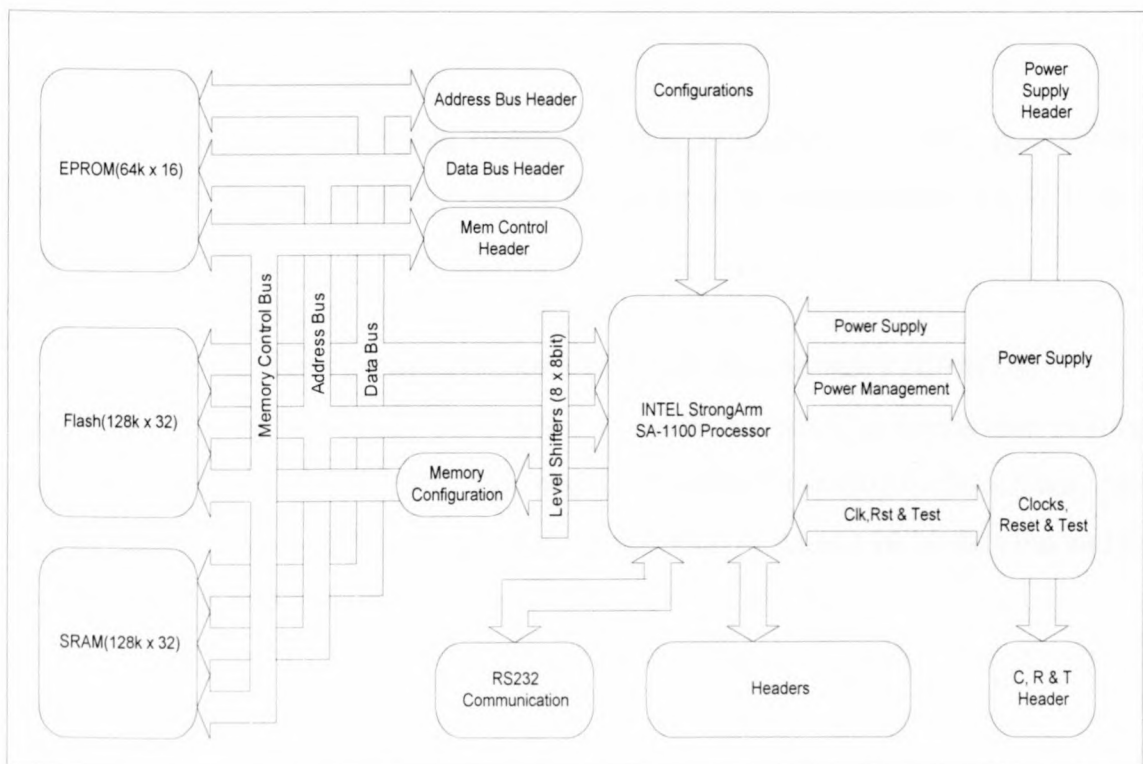 EPROM(64k x 16)
Address Bus Header
Data Bus Header
Mem Control
Header
Configurations
Power
Supply
Header
Memory Control Bus
Address Bus
Data Bus
Flash(128k x 32)
Level Shifters (8 x 8bit)
Memory
Configuration
INTEL StrongArm
SA-1100 Processor
Power Supply
Power Management
Power Supply
Clk,Rst & Test
Clocks,
Reset & Test
SRAM(128k x 32)
RS232
Communication
Headers
C, R & T
Header